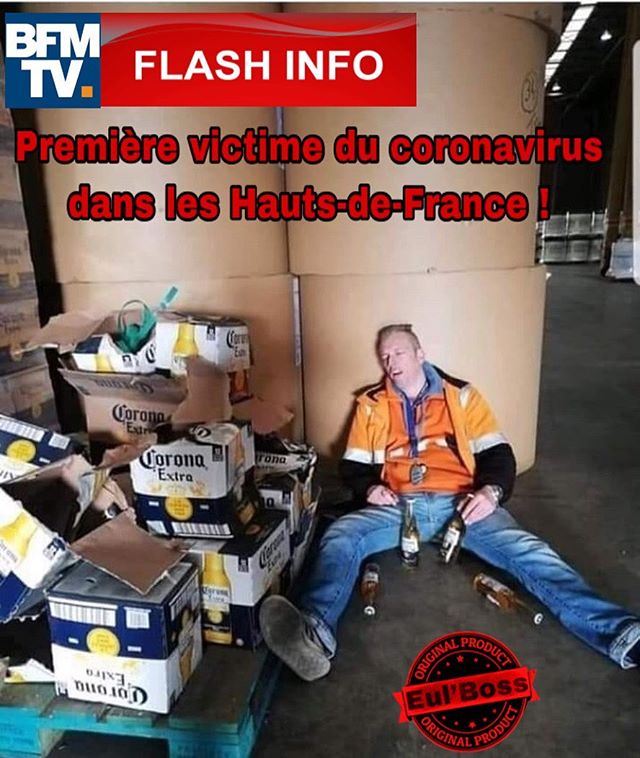 BFM
TV.
FLASH INFO
Première victime du coronavirus
dans les Hauts-de-France !
Corona
Extra
Corona
Extra
Corona
Extra
Corona
Extra
ORIGINAL PRODUCT
Eul'Boss
ORIGINAL PRODUCT